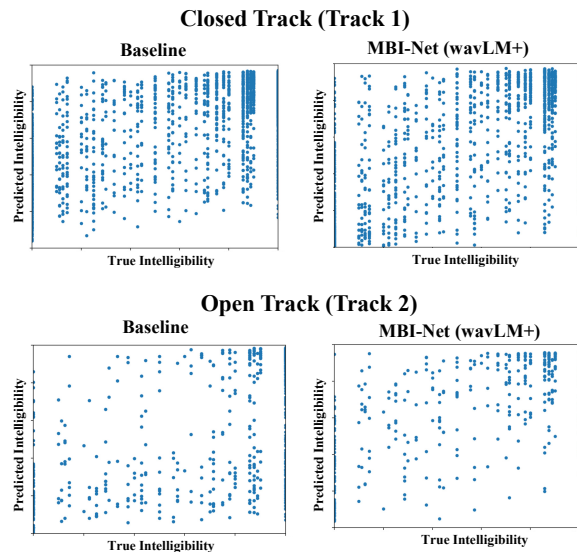 Closed Track (Track 1)
Baseline
MBI-Net (wavLM+)
Predicted Intelligibility
True Intelligibility
Predicted Intelligibility
True Intelligibility
Open Track (Track 2)
Baseline
MBI-Net (wavLM+)
Predicted Intelligibility
True Intelligibility
Predicted Intelligibility
True Intelligibility